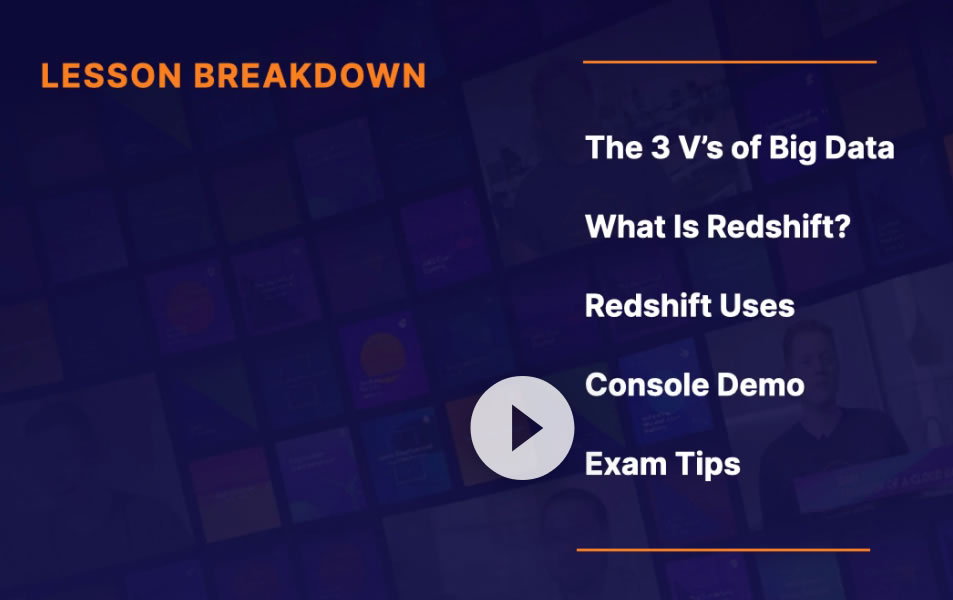 LESSON BREAKDOWN
The 3 V’s of Big Data
What Is Redshift?
Redshift Uses
Console Demo
Exam Tips